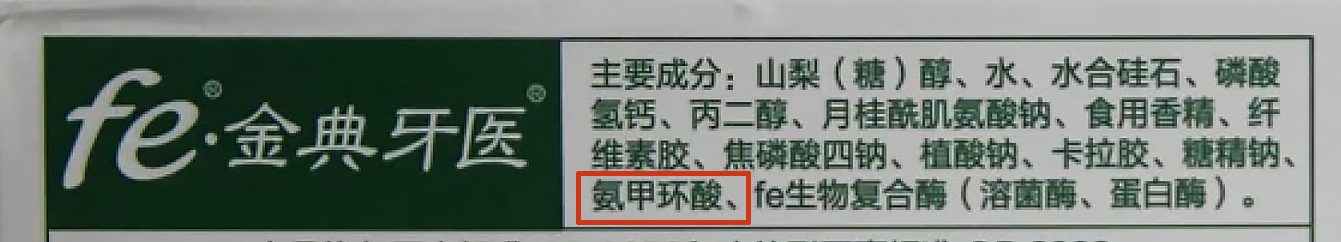 fe®·金典牙医®
主要成分：山梨（糖）醇、水、水合硅石、磷酸
氢钙、丙二醇、月桂酰肌氨酸钠、食用香精、纤
维素胶、焦磷酸四钠、植酸钠、卡拉胶、糖精钠、
氨甲环酸、fe生物复合酶（溶菌酶、蛋白酶）。